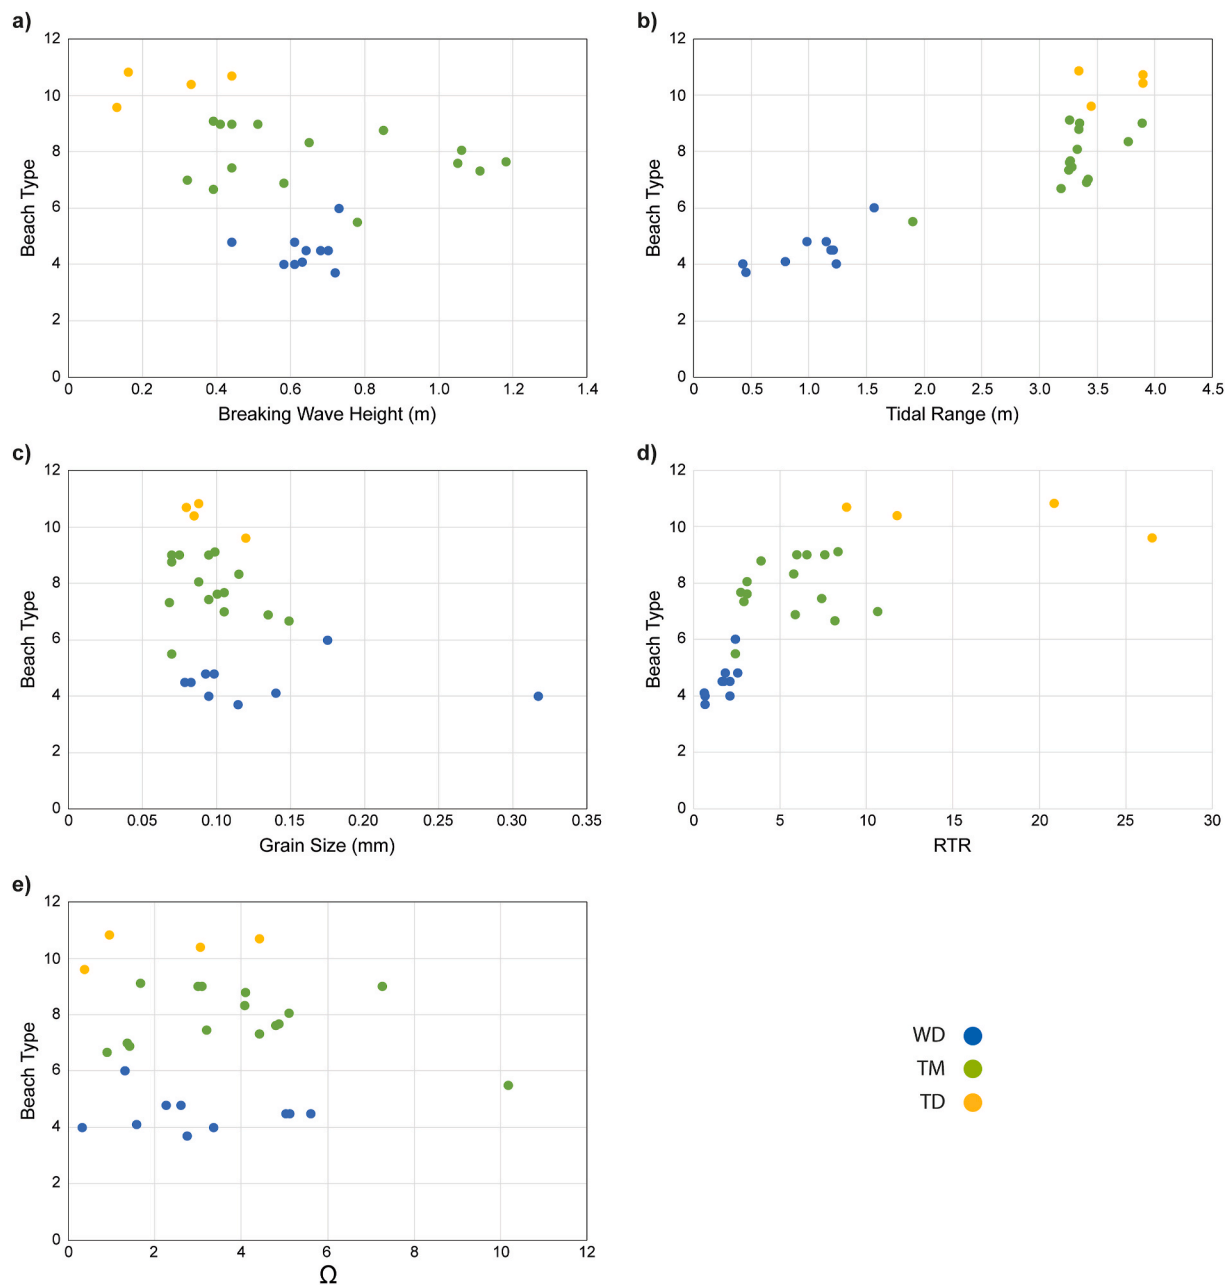 a)
12
10
8
6
4
2
0
Beach Type
0 0.2 0.4 0.6 0.8 1.0 1.2 1.4
Breaking Wave Height (m)
b)
12
10
8
6
4
2
0
Beach Type
0 0.5 1.0 1.5 2.0 2.5 3.0 3.5 4.0 4.5
Tidal Range (m)
c)
12
10
8
6
4
2
0
Beach Type
0 0.05 0.10 0.15 0.20 0.25 0.30 0.35
Grain Size (mm)
d)
12
10
8
6
4
2
0
Beach Type
0 5 10 15 20 25 30
RTR
e)
12
10
8
6
4
2
0
Beach Type
0 2 4 6 8 10 12
Ω
WD
TM
TD